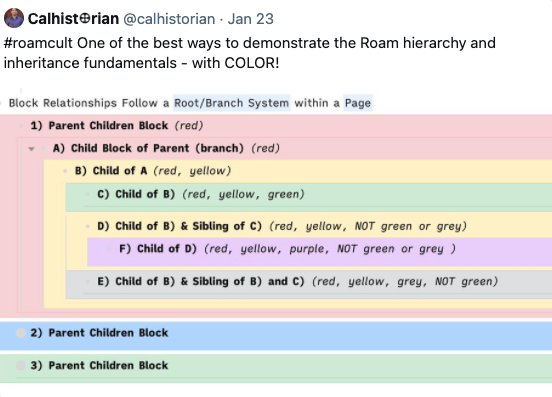 Calhist⊕rian @calhistorian · Jan 23
#roamcult One of the best ways to demonstrate the Roam hierarchy and
inheritance fundamentals - with COLOR!
Block Relationships Follow a Root/Branch System within a Page
1) Parent Children Block (red)
A) Child Block of Parent (branch) (red)
B) Child of A (red, yellow)
C) Child of B) (red, yellow, green)
D) Child of B) & Sibling of C) (red, yellow, NOT green or grey)
F) Child of D) (red, yellow, purple, NOT green or grey )
E) Child of B) & Sibling of B) and C) (red, yellow, grey, NOT green)
2) Parent Children Block
3) Parent Children Block